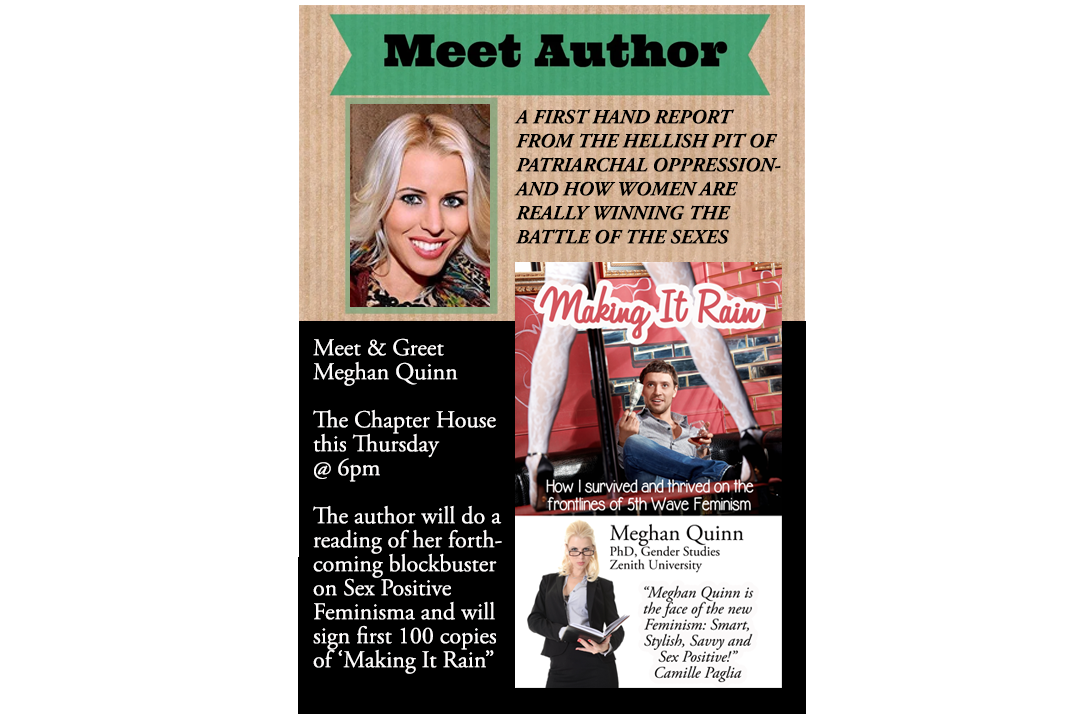 Meet Author
A FIRST HAND REPORT
FROM THE HELLISH PIT OF
PATRIARCHAL OPPRESSION-
AND HOW WOMEN ARE
REALLY WINNING THE
BATTLE OF THE SEXES
Making It Rain
How I survived and thrived on the
frontlines of 5th Wave Feminism
Meghan Quinn
PhD, Gender Studies
Zenith University
“Meghan Quinn is
the face of the new
Feminism: Smart,
Stylish, Savvy and
Sex Positive!”
Camille Paglia
Meet & Greet
Meghan Quinn
The Chapter House
this Thursday
@ 6pm
The author will do a
reading of her forth-
coming blockbuster
on Sex Positive
Feminisma and will
sign first 100 copies
of ‘Making It Rain”